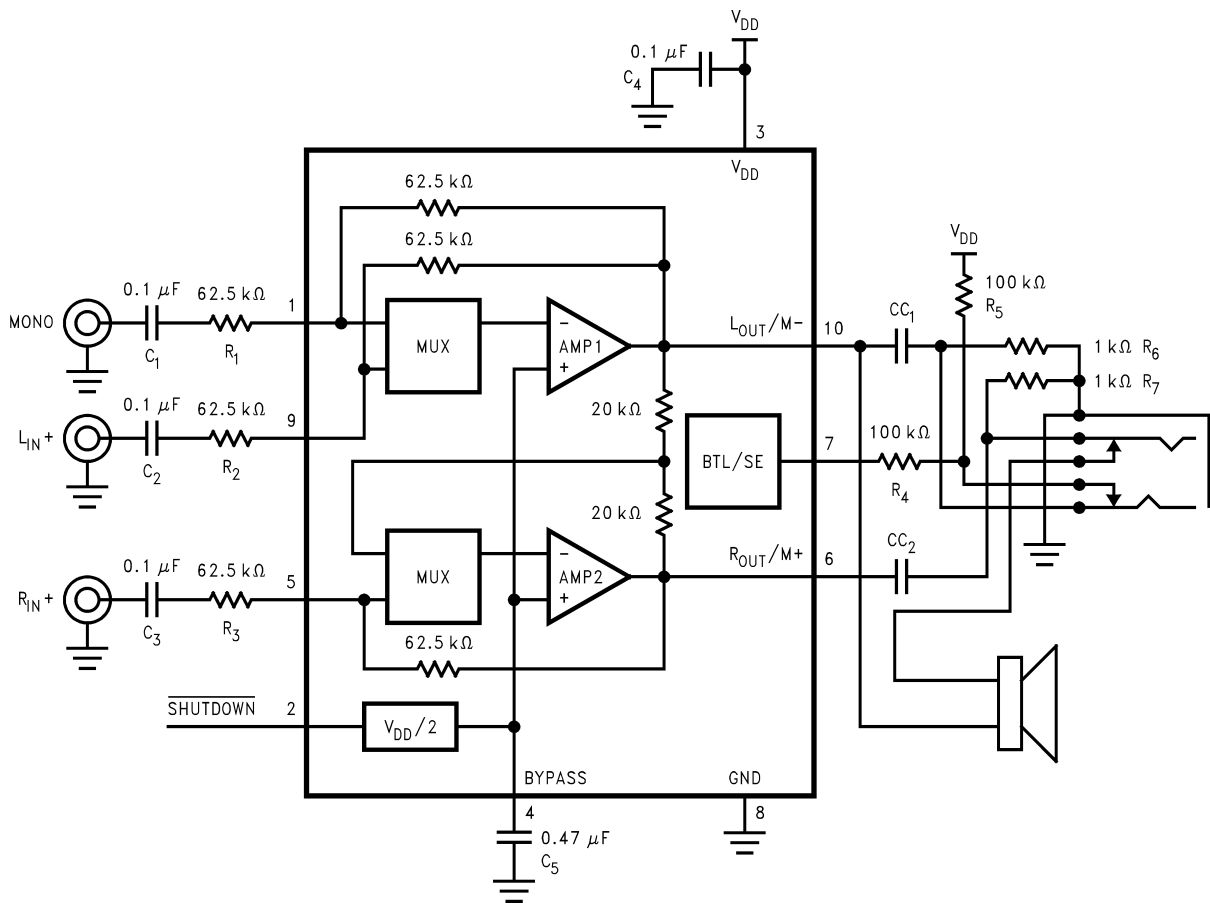 V_DD
0.1 μF
C_4
3
V_DD
62.5 kΩ
62.5 kΩ
V_DD
100 kΩ
R_5
0.1 μF
62.5 kΩ
1
MONO
C_1
R_1
MUX
−
AMP1
+
L_OUT/M−
10
CC_1
1 kΩ R_6
1 kΩ R_7
0.1 μF
62.5 kΩ
9
L_IN+
C_2
R_2
20 kΩ
BTL/SE
7
100 kΩ
R_4
20 kΩ
0.1 μF
62.5 kΩ
5
R_IN+
C_3
R_3
MUX
−
AMP2
+
R_OUT/M+
6
CC_2
62.5 kΩ
S̅H̅U̅T̅D̅O̅W̅N̅
2
V_DD/2
BYPASS
GND
4
8
0.47 μF
C_5